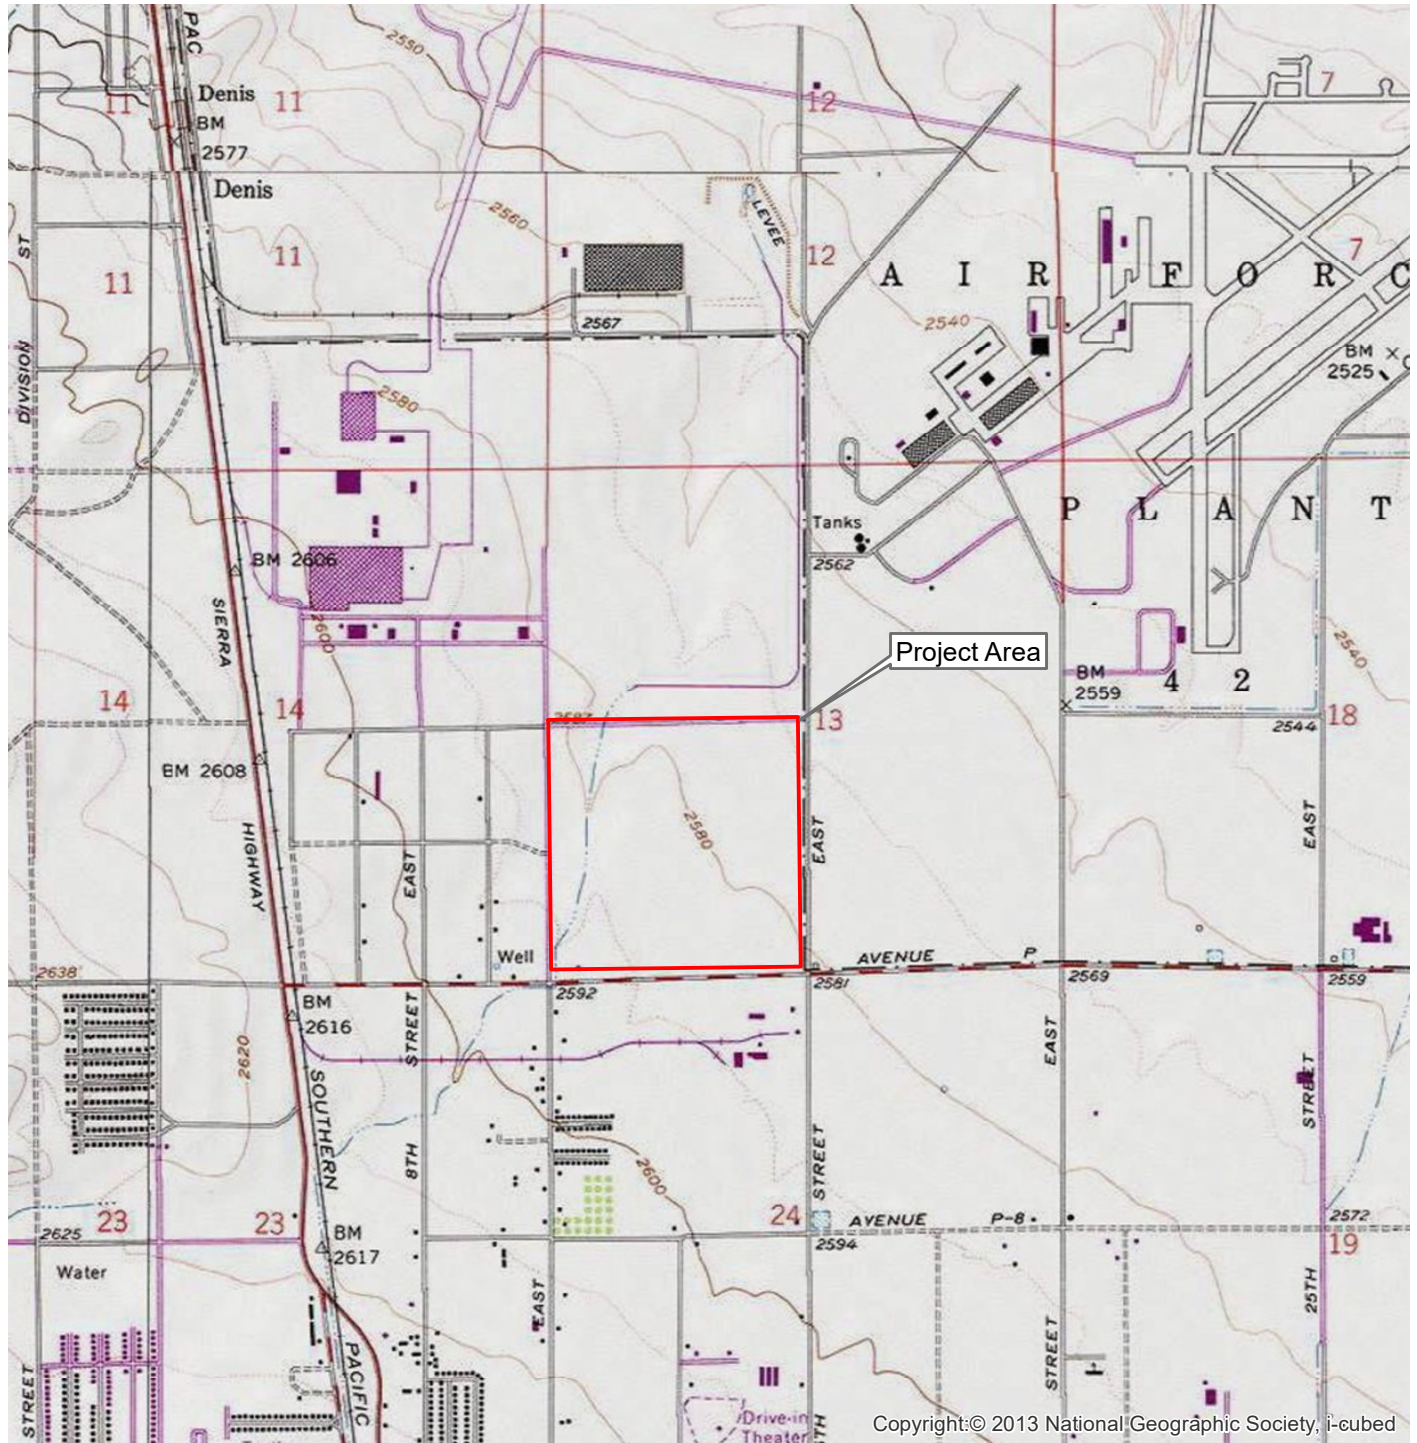 PAC
2550
Denis
11
11
12
7
BM
2577
Denis
2560
LEVEE
11
11
12
7
ST
A I R F O R C
2567
2540
BM
2525
DIVISION
2580
P L A N T
Tanks
2562
BM 2606
SIERRA
2600
Project Area
2540
BM
2559
4 2
14
14
2587
13
2544
18
BM 2608
HIGHWAY
EAST
2580
EAST
EAST
Well
AVENUE P
2638
2592
2581
2569
2559
BM
2616
STREET
EAST
2620
SOUTHERN
STREET
8TH
2600
STREET
23
23
24
AVENUE P-8
2572
2625
BM
2617
2594
19
Water
EAST
25TH
STREET
STREET
PACIFIC
Drive-in
Theater
TH
Copyright:© 2013 National Geographic Society, i-cubed